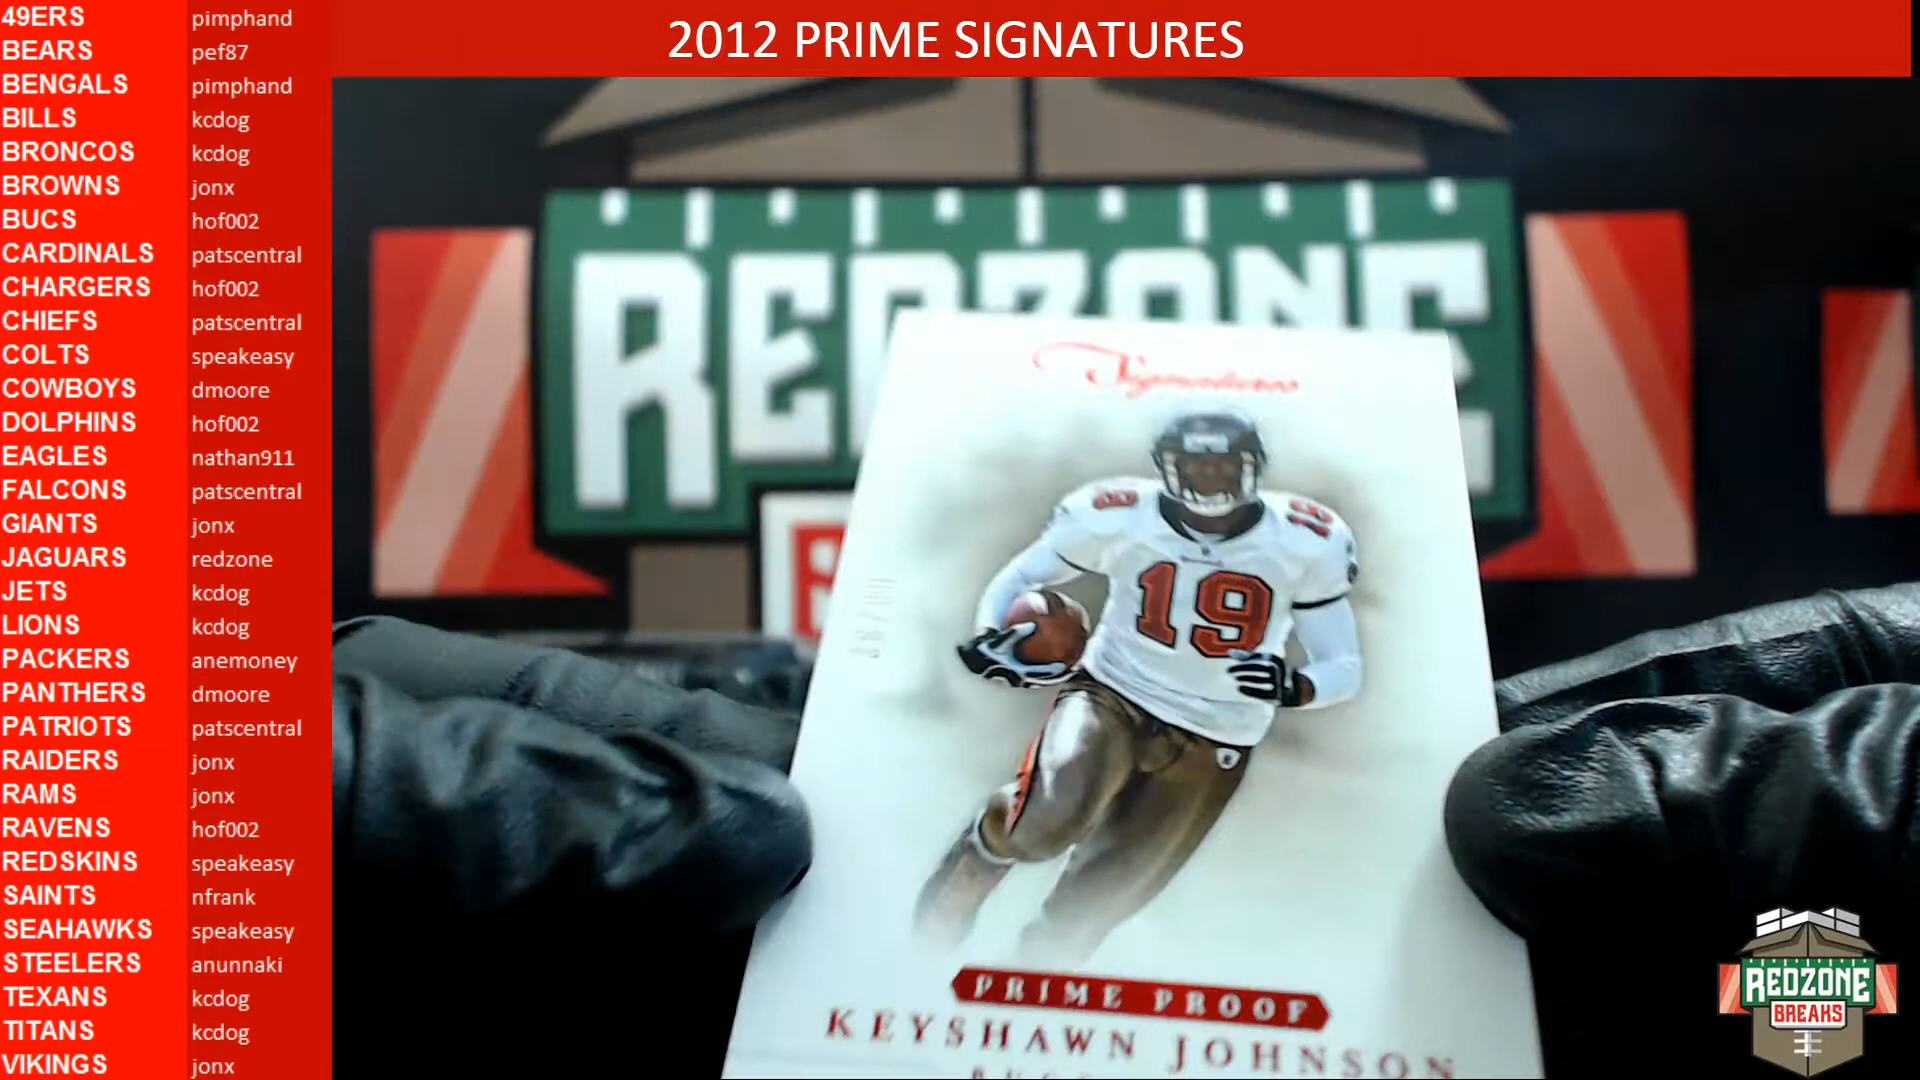 2012 PRIME SIGNATURES
49ERS pimphand
BEARS pef87
BENGALS pimphand
BILLS kcdog
BRONCOS kcdog
BROWNS jonx
BUCS hof002
CARDINALS patscentral
CHARGERS hof002
CHIEFS patscentral
COLTS speakeasy
COWBOYS dmoore
DOLPHINS hof002
EAGLES nathan911
FALCONS patscentral
GIANTS jonx
JAGUARS redzone
JETS kcdog
LIONS kcdog
PACKERS anemoney
PANTHERS dmoore
PATRIOTS patscentral
RAIDERS jonx
RAMS jonx
RAVENS hof002
REDSKINS speakeasy
SAINTS nfrank
SEAHAWKS speakeasy
STEELERS anunnaki
TEXANS kcdog
TITANS kcdog
VIKINGS jonx
REDZONE
Signatures
19
19
19
PRIME PROOF
KEYSHAWN JOHNSON
REDZONE
BREAKS